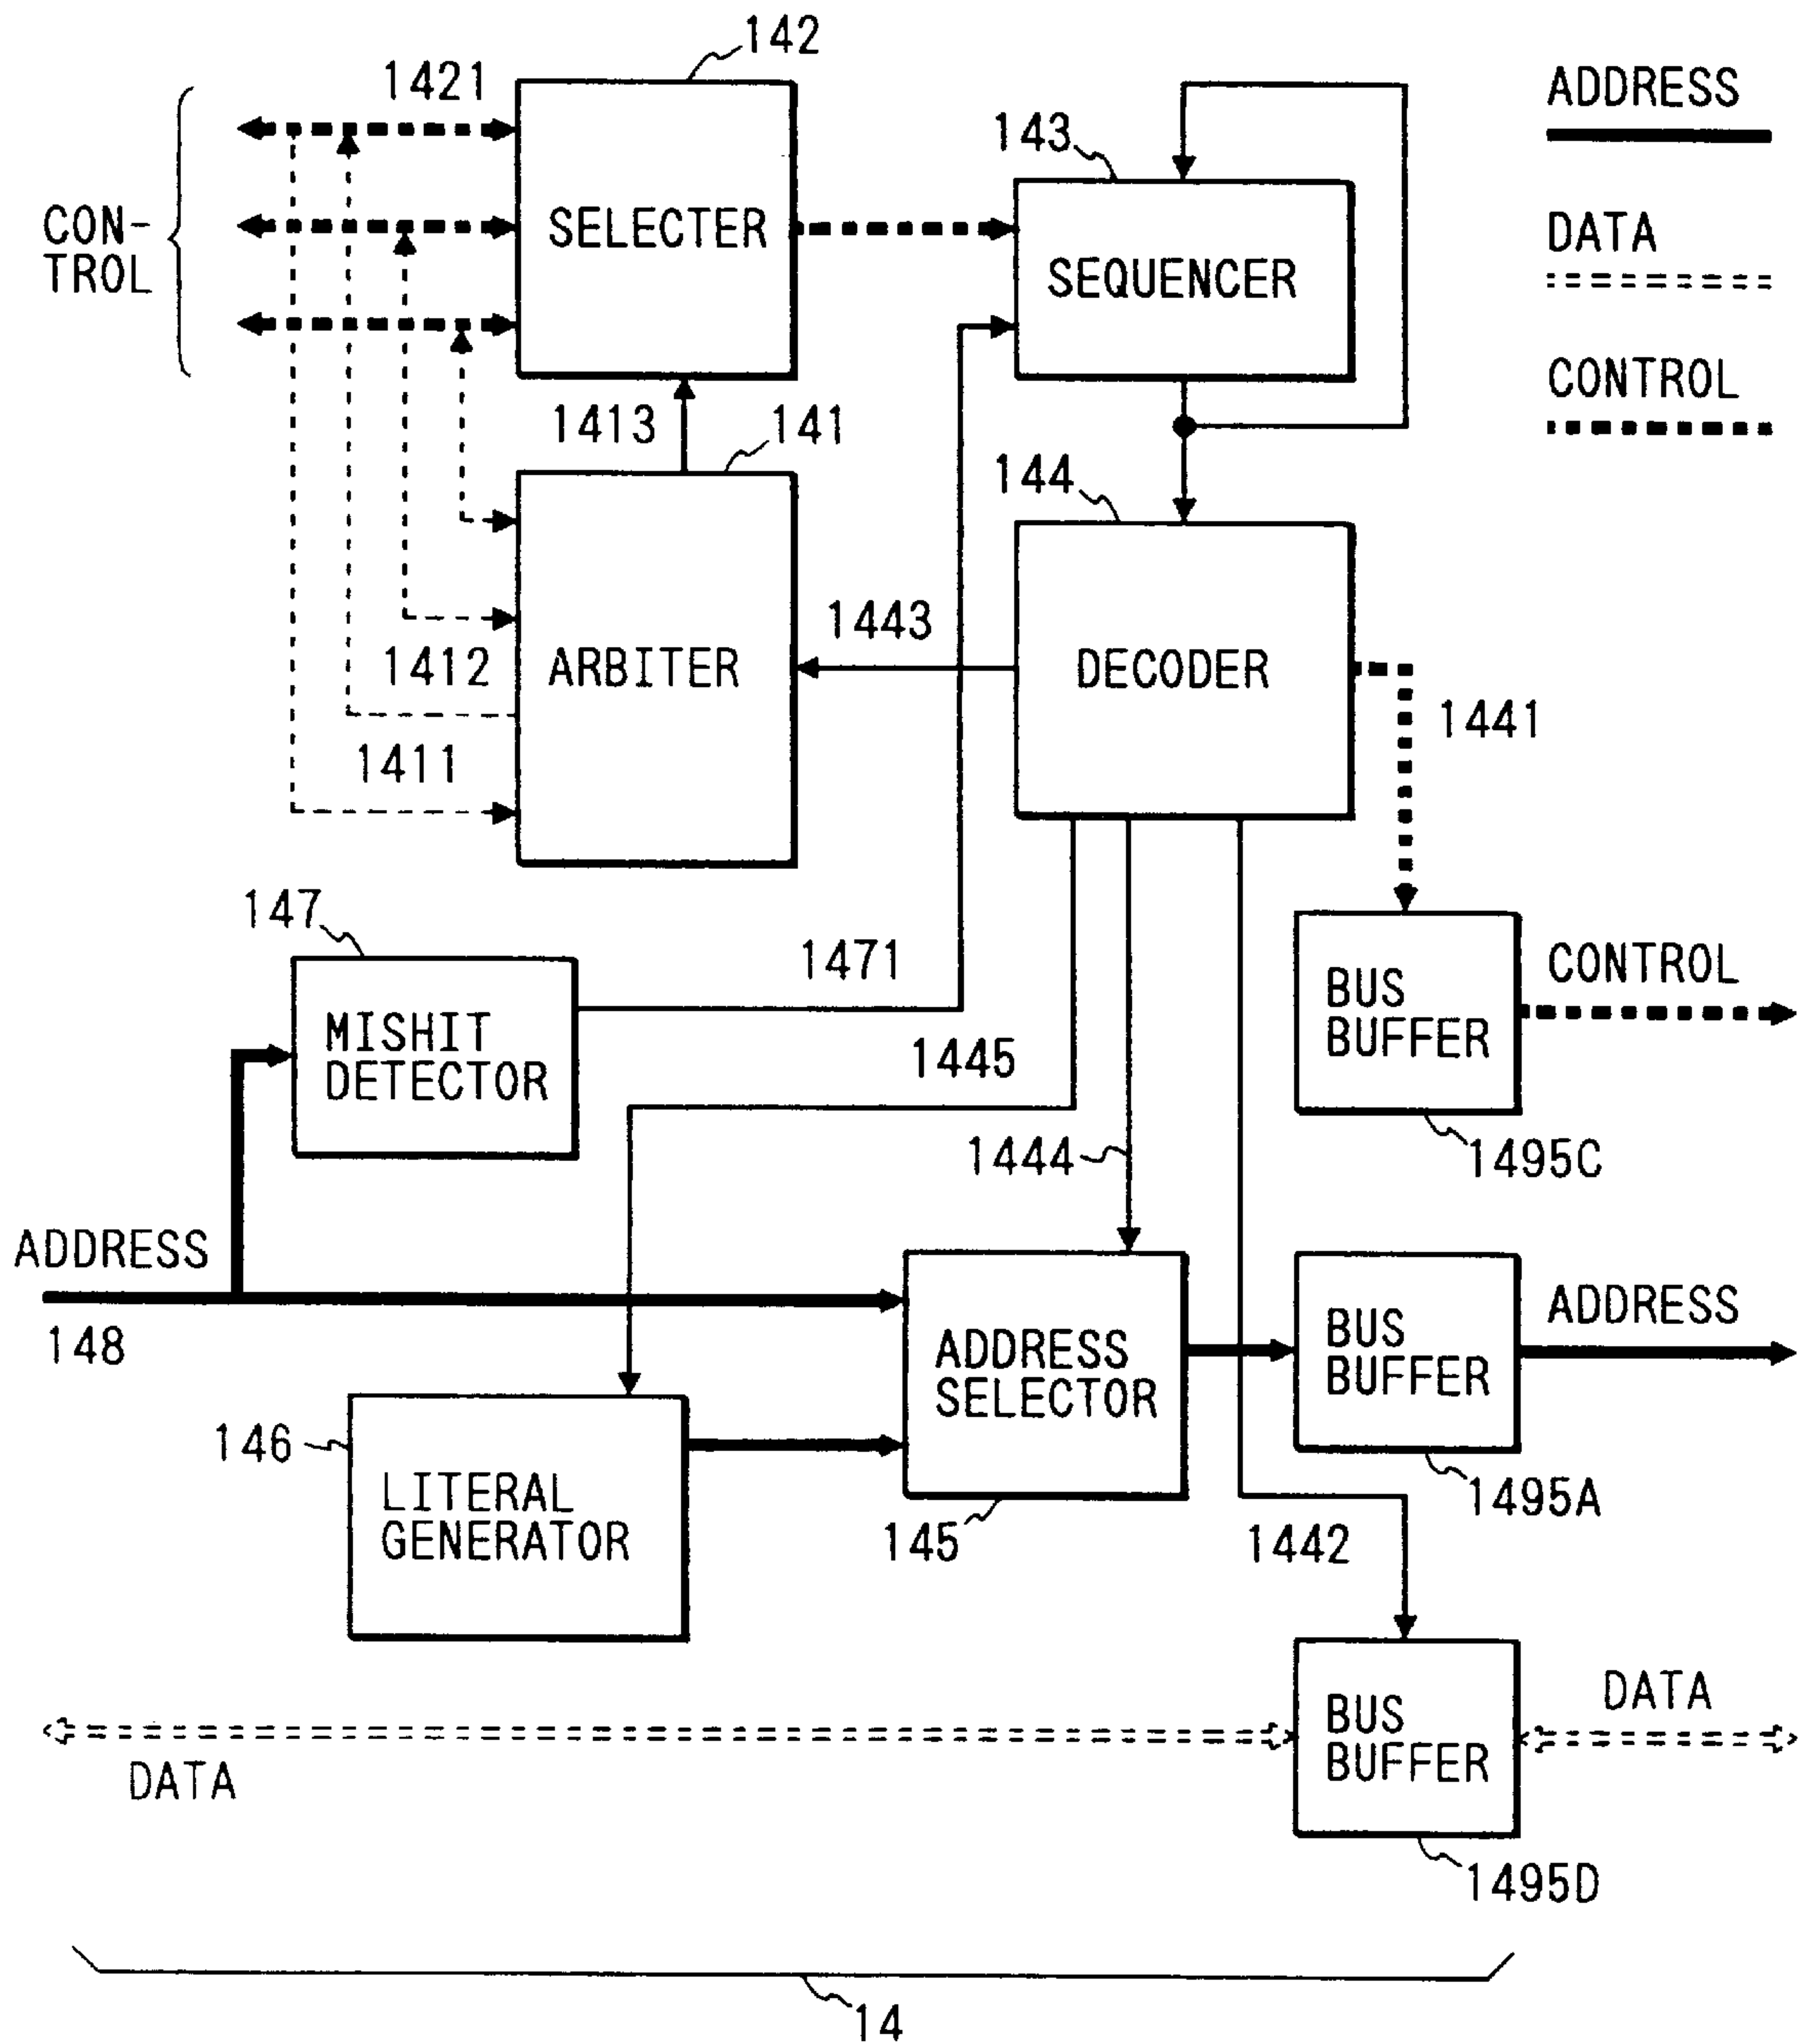 142
1421
ADDRESS
143
CON-
TROL
SELECTER
DATA
SEQUENCER
CONTROL
1413
141
144
1443
1412
ARBITER
DECODER
1441
1411
147
1471
BUS
BUFFER
CONTROL
MISHIT
DETECTOR
1445
1444
1495C
ADDRESS
148
ADDRESS
SELECTOR
BUS
BUFFER
ADDRESS
146
LITERAL
GENERATOR
145
1442
1495A
DATA
BUS
BUFFER
DATA
1495D
14